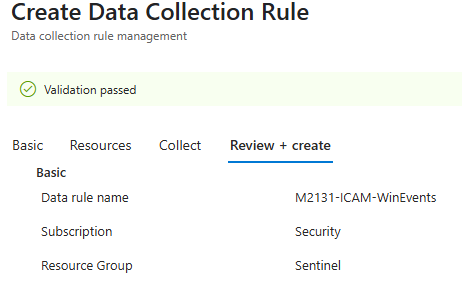 Create Data Collection Rule
Data collection rule management
Validation passed
Basic Resources Collect Review + create
Basic
Data rule name M2131-ICAM-WinEvents
Subscription Security
Resource Group Sentinel